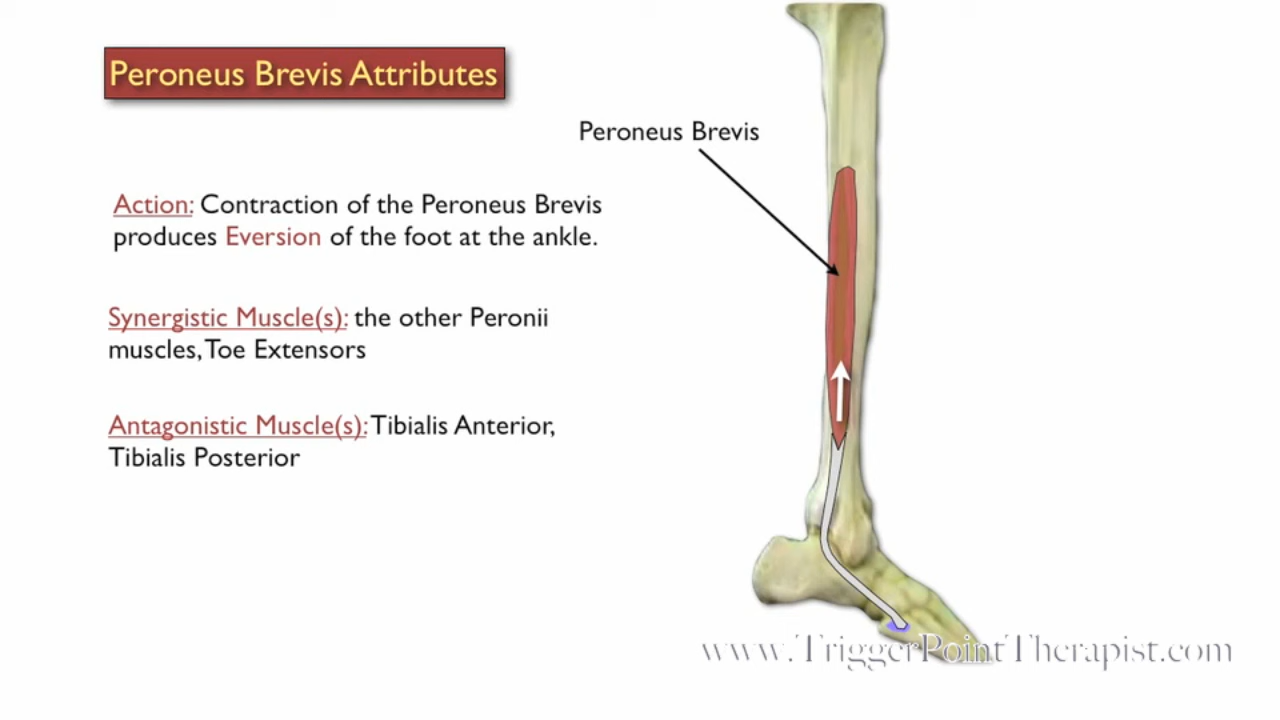 Peroneus Brevis Attributes
Peroneus Brevis
Action: Contraction of the Peroneus Brevis
produces Eversion of the foot at the ankle.
Synergistic Muscle(s): the other Peronii
muscles, Toe Extensors
Antagonistic Muscle(s): Tibialis Anterior,
Tibialis Posterior
www.TriggerPointTherapist.com